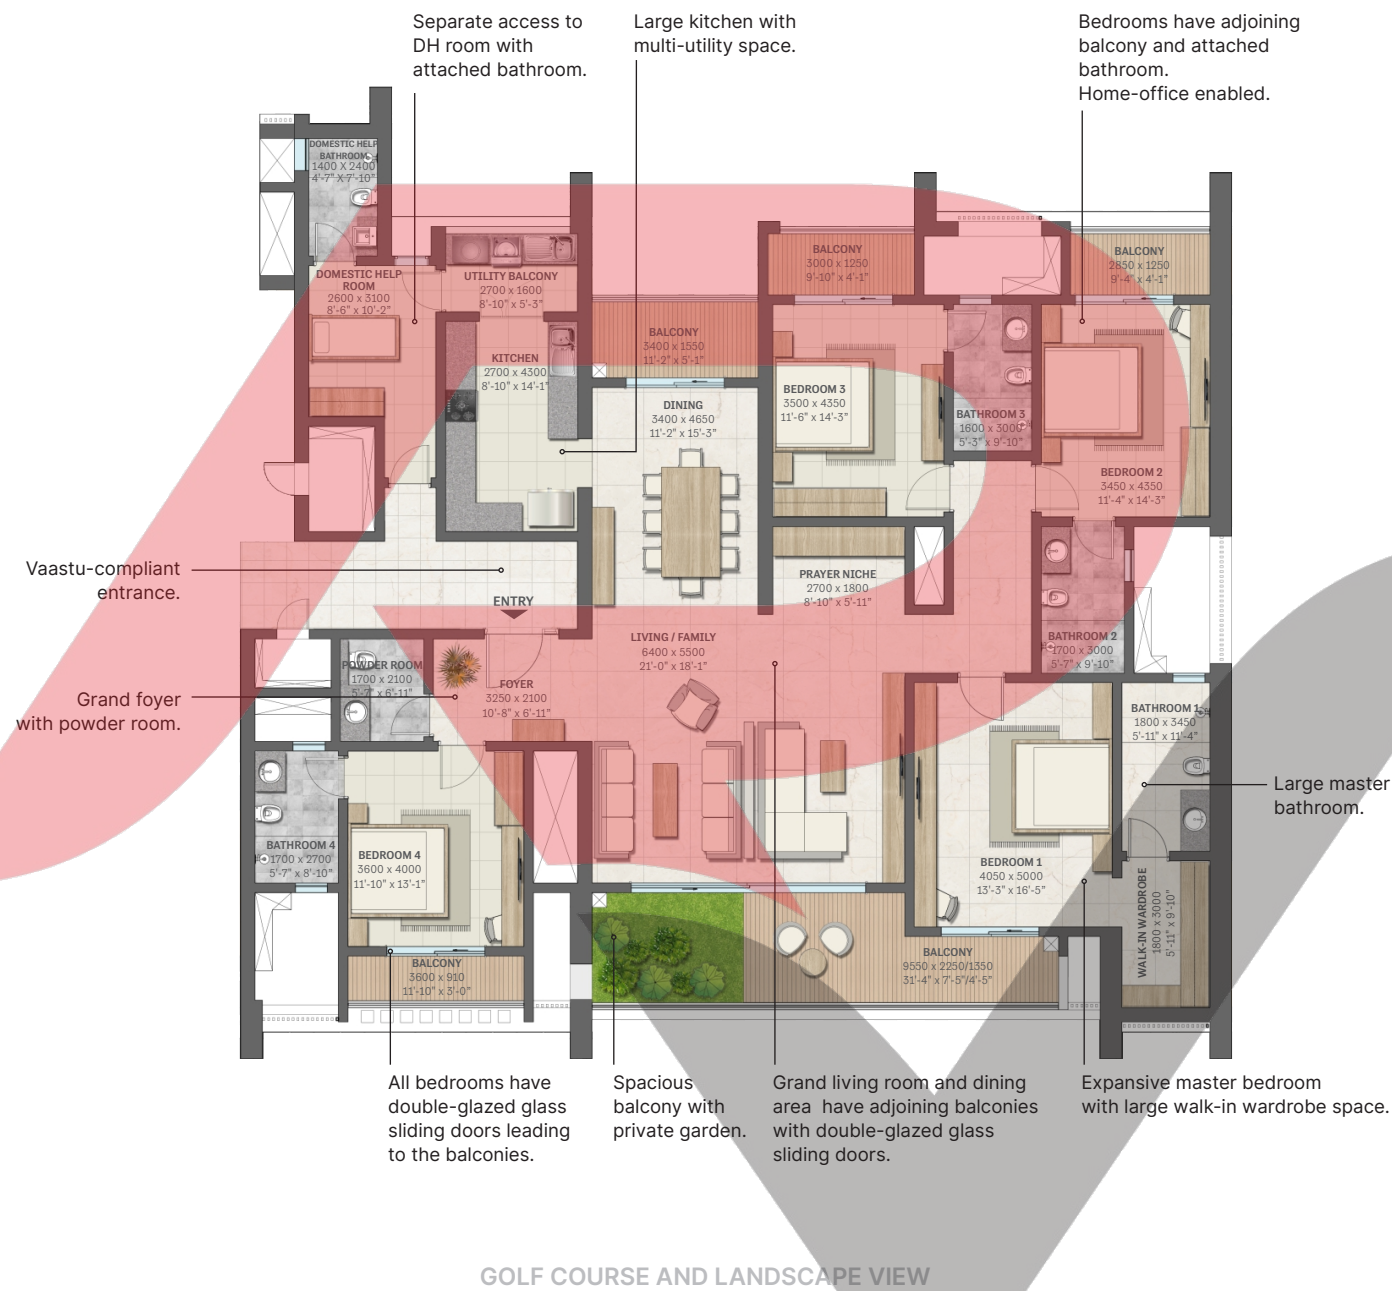 Separate access to
DH room with
attached bathroom.
Large kitchen with
multi-utility space.
Bedrooms have adjoining
balcony and attached
bathroom.
Home-office enabled.
DOMESTIC HELP
BATHROOM
1400 X 2400
4'-7" X 7'-10"
DOMESTIC HELP
ROOM
2600 x 3100
8'-6" x 10'-2"
UTILITY BALCONY
2700 x 1600
8'-10" x 5'-3"
KITCHEN
2700 x 4300
8'-10" x 14'-1"
BALCONY
3400 x 1550
11'-2" x 5'-1"
BALCONY
3000 x 1250
9'-10" x 4'-1"
BALCONY
2850 x 1250
9'-4" x 4'-1"
DINING
3400 x 4650
11'-2" x 15'-3"
BEDROOM 3
3500 x 4350
11'-6" x 14'-3"
BATHROOM 3
1600 x 3000
5'-3" x 9'-10"
BEDROOM 2
3450 x 4350
11'-4" x 14'-3"
Vaastu-compliant
entrance.
ENTRY
PRAYER NICHE
2700 x 1800
8'-10" x 5'-11"
LIVING / FAMILY
6400 x 5500
21'-0" x 18'-1"
BATHROOM 2
1700 x 3000
5'-7" x 9'-10"
POWDER ROOM
1700 x 2100
5'-7" x 6'-11"
FOYER
3250 x 2100
10'-8" x 6'-11"
Grand foyer
with powder room.
BATHROOM 1
1800 x 3450
5'-11" x 11'-4"
Large master
bathroom.
BATHROOM 4
1700 x 2700
5'-7" x 8'-10"
BEDROOM 4
3600 x 4000
11'-10" x 13'-1"
BEDROOM 1
4050 x 5000
13'-3" x 16'-5"
WALK-IN WARDROBE
1800 x 3000
5'-11" x 9'-10"
BALCONY
3600 x 910
11'-10" x 3'-0"
BALCONY
9550 x 2250/1350
31'-4" x 7'-5"/4'-5"
All bedrooms have
double-glazed glass
sliding doors leading
to the balconies.
Spacious
balcony with
private garden.
Grand living room and dining
area  have adjoining balconies
with double-glazed glass
sliding doors.
Expansive master bedroom
with large walk-in wardrobe space.
GOLF COURSE AND LANDSCAPE VIEW